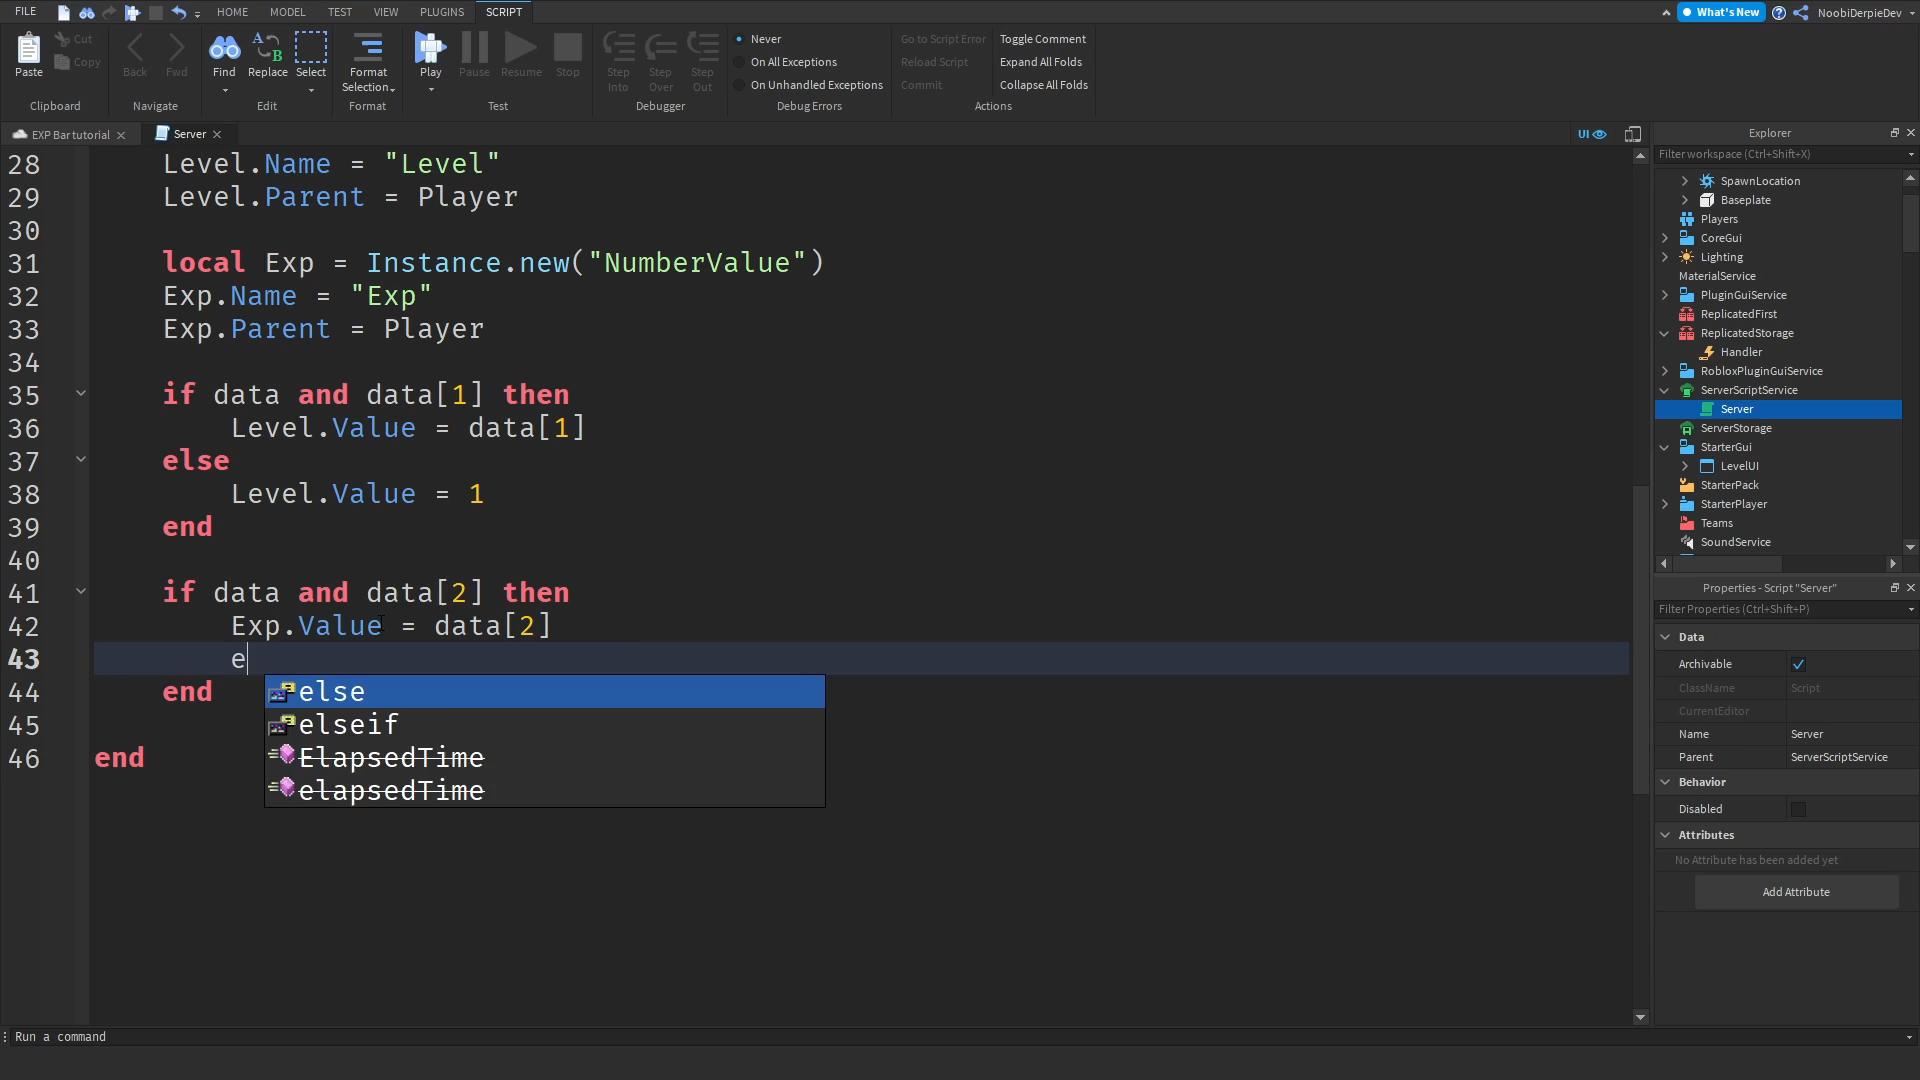 FILE HOME MODEL TEST VIEW PLUGINS SCRIPT What's New NoobiDerpieDev
Paste Cut Copy
Clipboard
Back Fwd
Navigate
Find Replace Select
Edit
Format
Selection
Format
Play Pause Resume Stop
Test
Step
Into
Step
Over
Step
Out
Debugger
Never
On All Exceptions
On Unhandled Exceptions
Debug Errors
Go to Script Error Toggle Comment
Reload Script Expand All Folds
Commit Collapse All Folds
Actions
EXP Bar tutorial Server UI
28 Level.Name = "Level"
29 Level.Parent = Player
30
31 local Exp = Instance.new("NumberValue")
32 Exp.Name = "Exp"
33 Exp.Parent = Player
34
35 if data and data[1] then
36 Level.Value = data[1]
37 else
38 Level.Value = 1
39 end
40
41 if data and data[2] then
42 Exp.Value = data[2]
43 e
44 end
45
46 end
else
elseif
ElapsedTime
elapsedTime
Explorer
Filter workspace (Ctrl+Shift+X)
SpawnLocation
Baseplate
Players
CoreGui
Lighting
MaterialService
PluginGuiService
ReplicatedFirst
ReplicatedStorage
Handler
RobloxPluginGuiService
ServerScriptService
Server
ServerStorage
StarterGui
LevelUI
StarterPack
StarterPlayer
Teams
SoundService
Properties - Script "Server"
Filter Properties (Ctrl+Shift+P)
Data
Archivable
ClassName Script
CurrentEditor
Name Server
Parent ServerScriptService
Behavior
Disabled
Attributes
No Attribute has been added yet
Add Attribute
Run a command